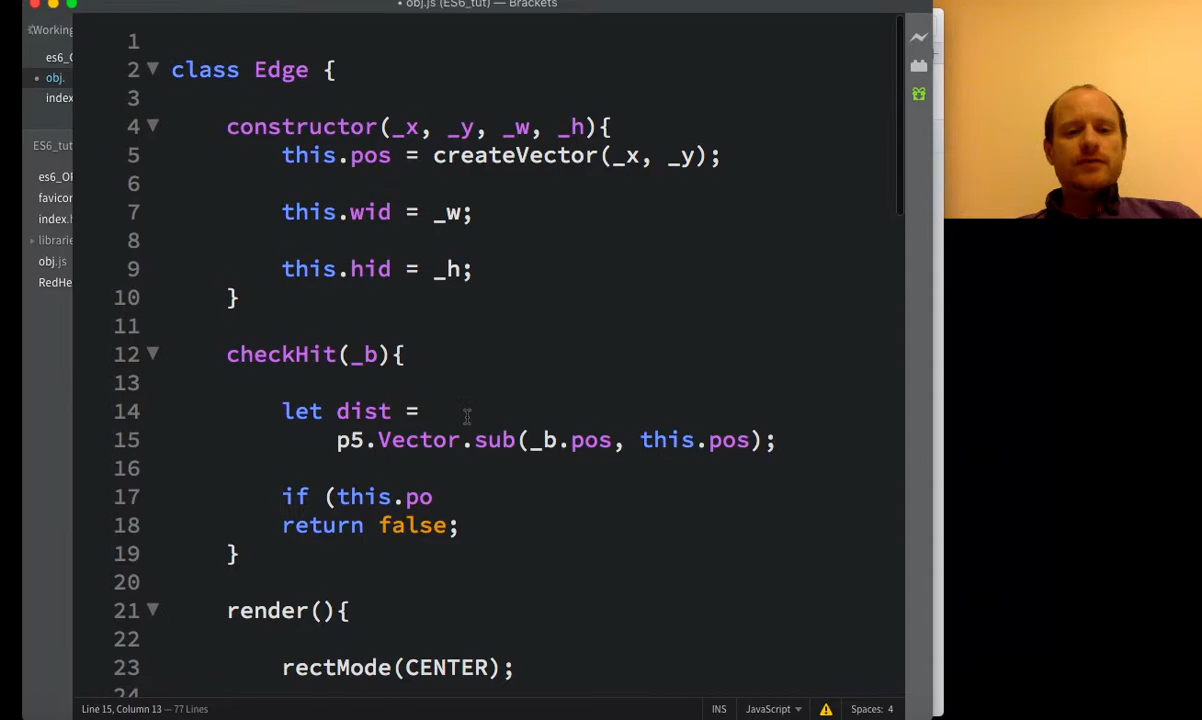 • obj.js (ES6_tut) — Brackets
Working
es6_O
• obj.
index
ES6_tut
es6_OF
favicon
index.h
libraries
obj.js
RedHe
1
2 class Edge {
3
4 constructor(_x, _y, _w, _h){
5 this.pos = createVector(_x, _y);
6
7 this.wid = _w;
8
9 this.hid = _h;
10 }
11
12 checkHit(_b){
13
14 let dist =
15 p5.Vector.sub(_b.pos, this.pos);
16
17 if (this.po
18 return false;
19 }
20
21 render(){
22
23 rectMode(CENTER);
24
Line 15, Column 13 — 77 Lines
INS
JavaScript
Spaces: 4